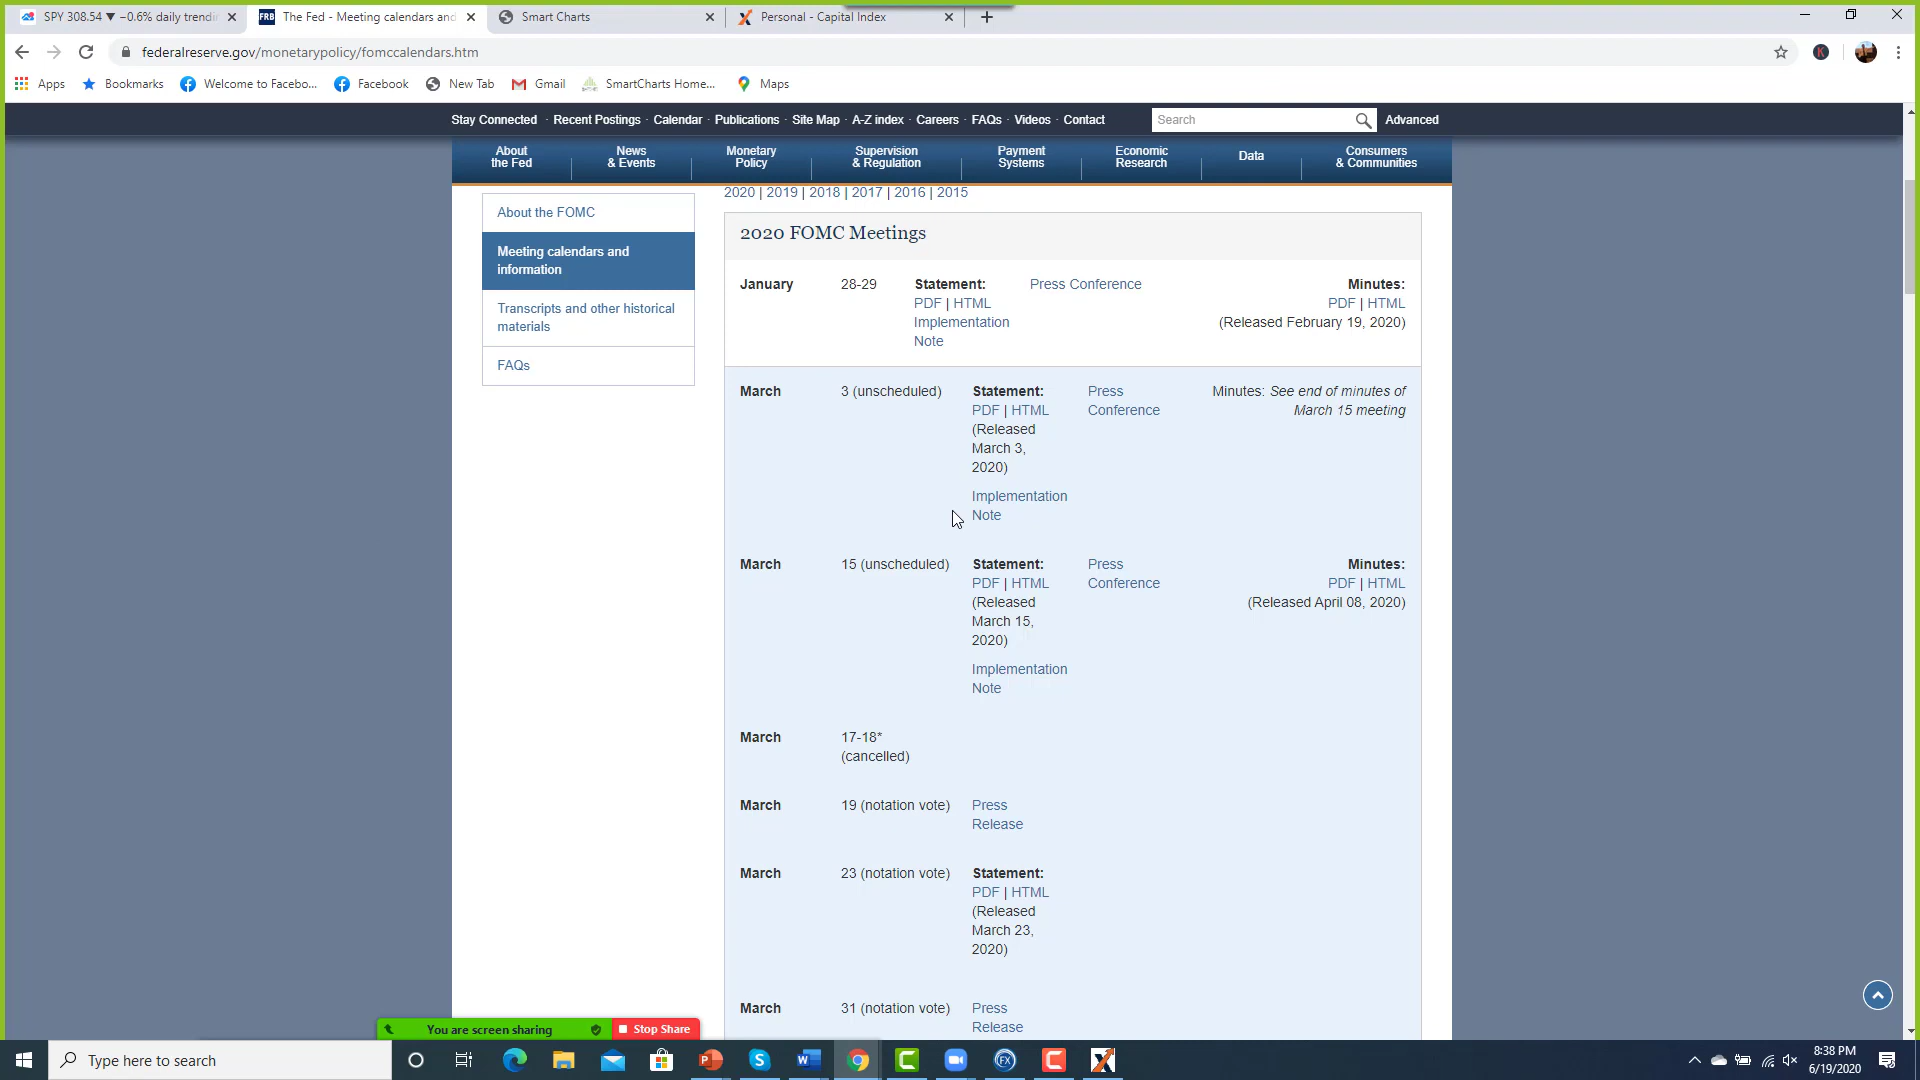 SPY 308.54 ▼ −0.6% daily trendi
The Fed - Meeting calendars and
Smart Charts
Personal - Capital Index
federalreserve.gov/monetarypolicy/fomccalendars.htm
K
Apps
Bookmarks
Welcome to Facebo...
Facebook
New Tab
Gmail
SmartCharts Home...
Maps
Stay Connected · Recent Postings · Calendar · Publications · Site Map · A-Z index · Careers · FAQs · Videos · Contact
Search
Advanced
About the Fed
News & Events
Monetary Policy
Supervision & Regulation
Payment Systems
Economic Research
Data
Consumers & Communities
About the FOMC
Meeting calendars and
information
Transcripts and other historical
materials
FAQs
2020 | 2019 | 2018 | 2017 | 2016 | 2015
2020 FOMC Meetings
January
28-29
Statement:
PDF | HTML
Implementation
Note
Press Conference
Minutes:
PDF | HTML
(Released February 19, 2020)
March
3 (unscheduled)
Statement:
PDF | HTML
(Released
March 3,
2020)
Implementation
Note
Press
Conference
Minutes: See end of minutes of
March 15 meeting
March
15 (unscheduled)
Statement:
PDF | HTML
(Released
March 15,
2020)
Implementation
Note
Press
Conference
Minutes:
PDF | HTML
(Released April 08, 2020)
March
17-18*
(cancelled)
March
19 (notation vote)
Press
Release
March
23 (notation vote)
Statement:
PDF | HTML
(Released
March 23,
2020)
March
31 (notation vote)
Press
Release
You are screen sharing
Stop Share
Type here to search
8:38 PM
6/19/2020